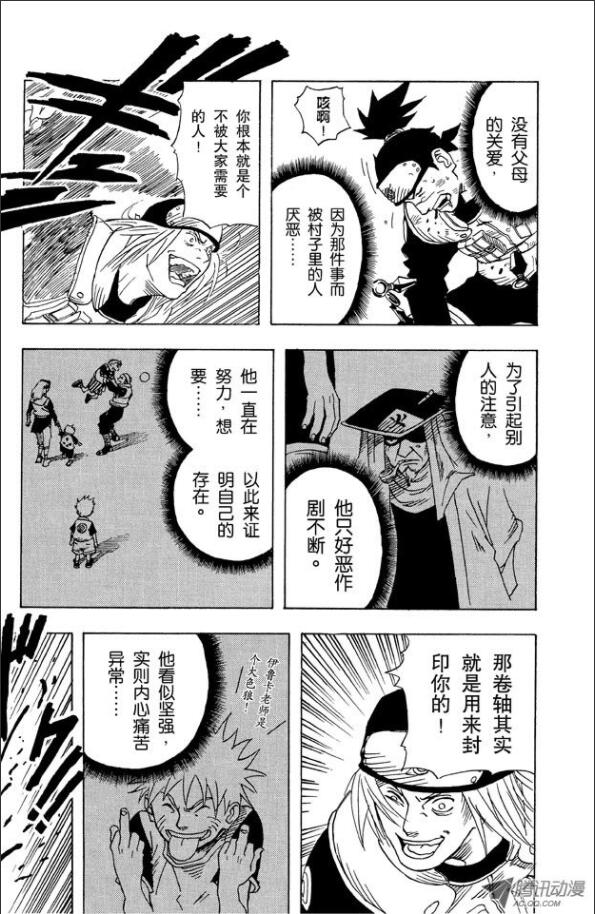 没有父母
的关爱，
咳啊！
因为那件事而
被村子里的人
厌恶……
你根本就是个
不被大家需要
的人！
为了引起别
人的注意，
他只好恶作
剧不断。
他一直在
努力，想
要……
以此来证
明自己的
存在。
那卷轴其实
就是用来封
印你的！
伊鲁卡老师是
个大色狼！
他看似坚强，
实则内心痛苦
异常……
腾讯动漫